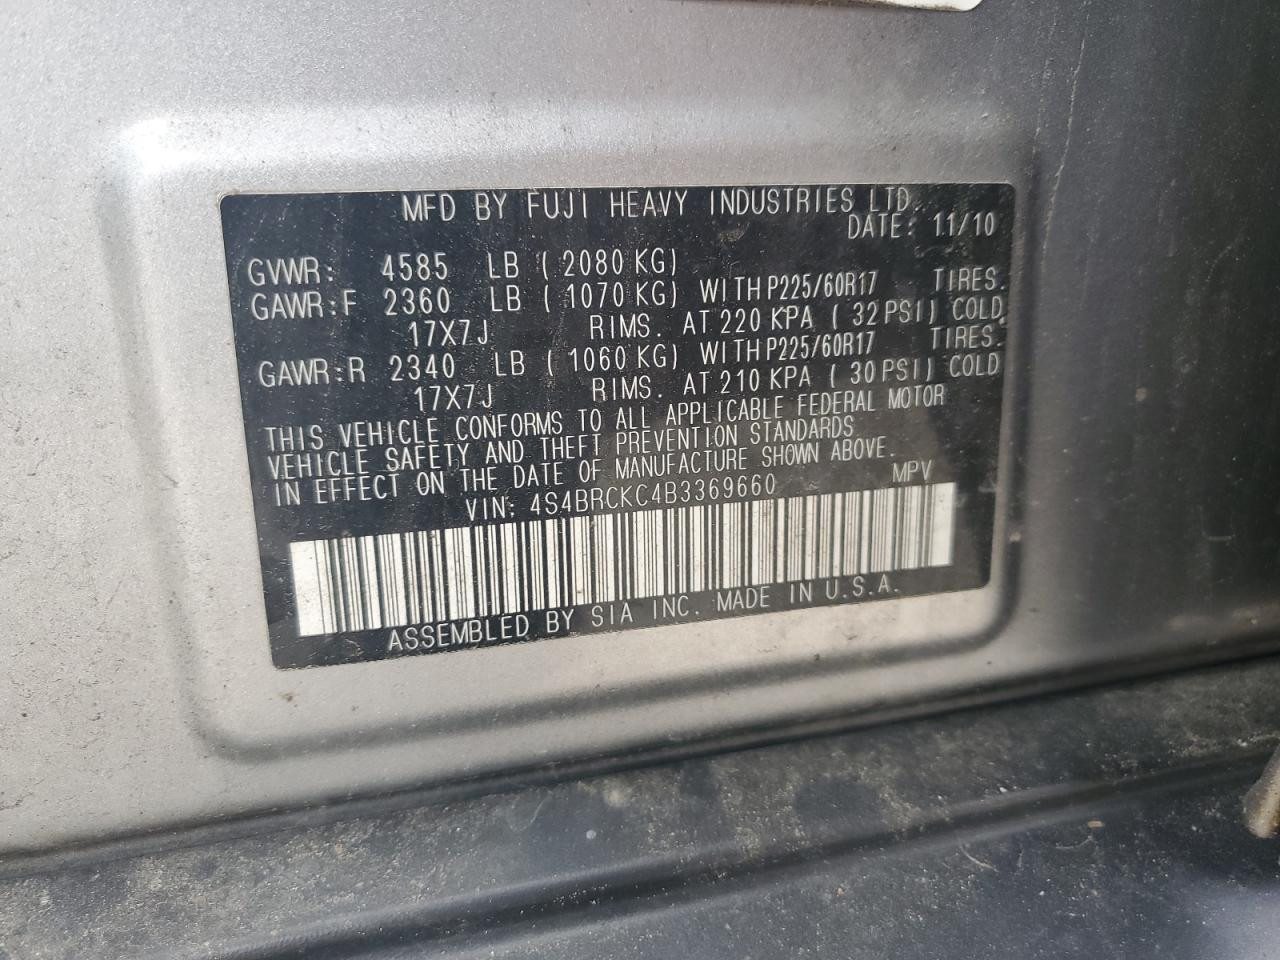 MFD BY FUJI HEAVY INDUSTRIES LTD.
DATE: 11/10
GVWR: 4585 LB ( 2080 KG)
GAWR:F 2360 LB ( 1070 KG) WITH P225/60R17 TIRES.
17X7J RIMS. AT 220 KPA ( 32 PSI) COLD
GAWR:R 2340 LB ( 1060 KG) WITH P225/60R17 TIRES.
17X7J RIMS. AT 210 KPA ( 30 PSI) COLD
THIS VEHICLE CONFORMS TO ALL APPLICABLE FEDERAL MOTOR
VEHICLE SAFETY AND THEFT PREVENTION STANDARDS
IN EFFECT ON THE DATE OF MANUFACTURE SHOWN ABOVE.
VIN: 4S4BRCKC4B3369660 MPV
ASSEMBLED BY SIA INC. MADE IN U.S.A.